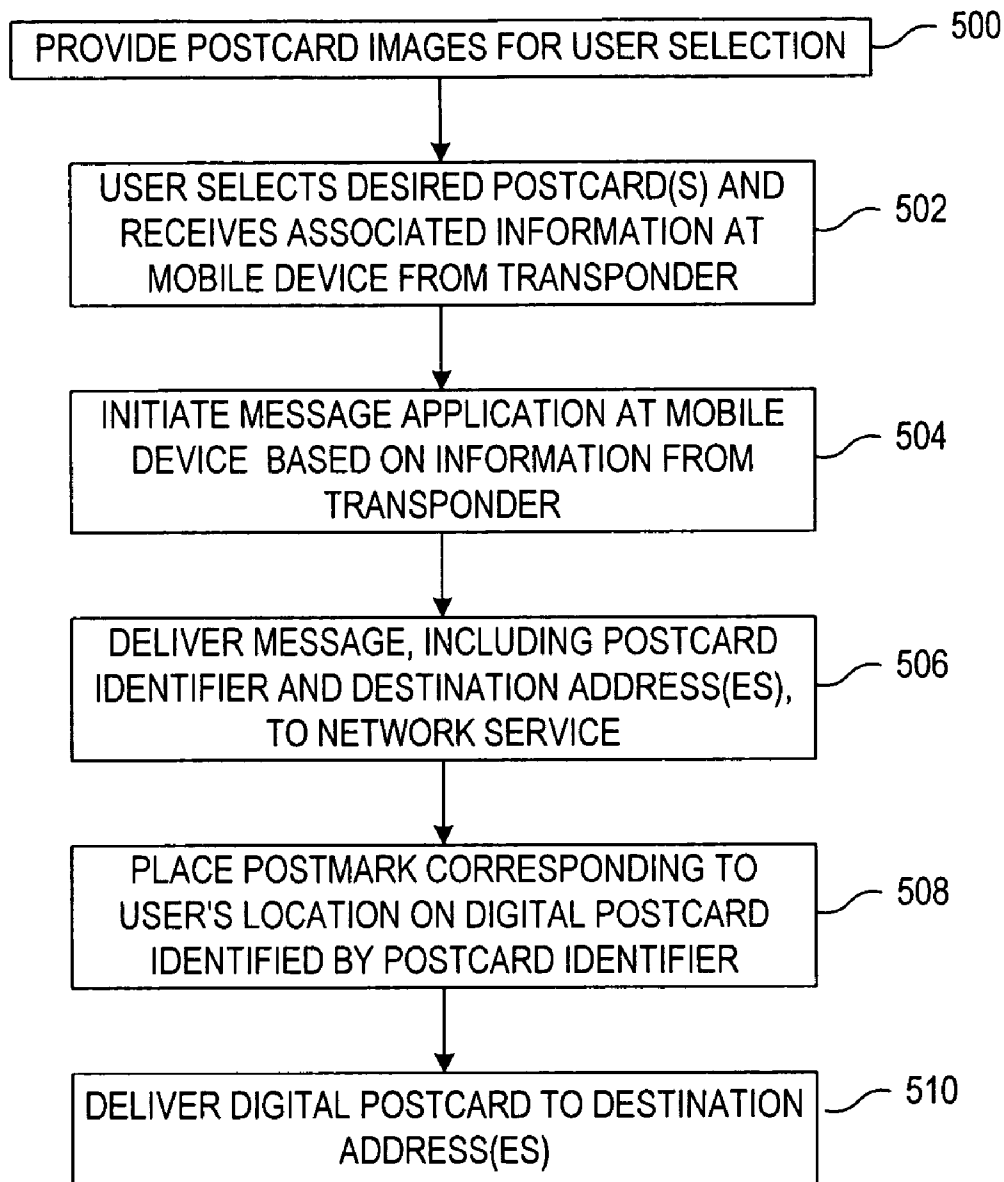 PROVIDE POSTCARD IMAGES FOR USER SELECTION
500
USER SELECTS DESIRED POSTCARD(S) AND
RECEIVES ASSOCIATED INFORMATION AT
MOBILE DEVICE FROM TRANSPONDER
502
INITIATE MESSAGE APPLICATION AT MOBILE
DEVICE BASED ON INFORMATION FROM
TRANSPONDER
504
DELIVER MESSAGE, INCLUDING POSTCARD
IDENTIFIER AND DESTINATION ADDRESS(ES),
TO NETWORK SERVICE
506
PLACE POSTMARK CORRESPONDING TO
USER'S LOCATION ON DIGITAL POSTCARD
IDENTIFIED BY POSTCARD IDENTIFIER
508
DELIVER DIGITAL POSTCARD TO DESTINATION
ADDRESS(ES)
510